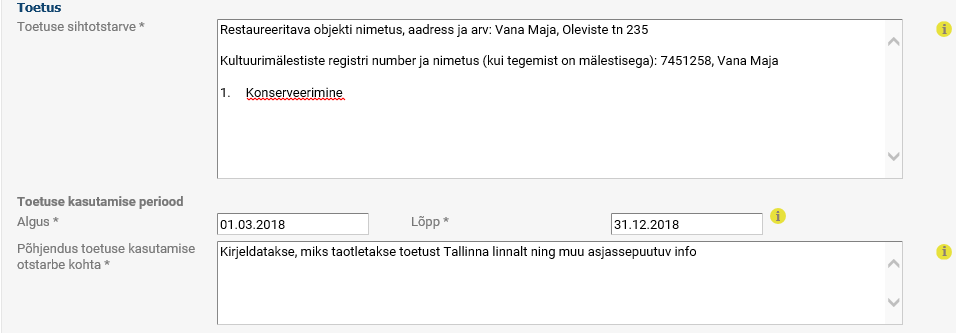 Toetus
Toetuse sihtotstarve *
Restaureeritava objekti nimetus, aadress ja arv: Vana Maja, Oleviste tn 235
Kultuurimälestiste registri number ja nimetus (kui tegemist on mälestisega): 7451258, Vana Maja
1. Konserveerimine
Toetuse kasutamise periood
Algus * 01.03.2018 Lõpp * 31.12.2018
Põhjendus toetuse kasutamise
otstarbe kohta *
Kirjeldatakse, miks taotletakse toetust Tallinna linnalt ning muu asjassepuutuv info